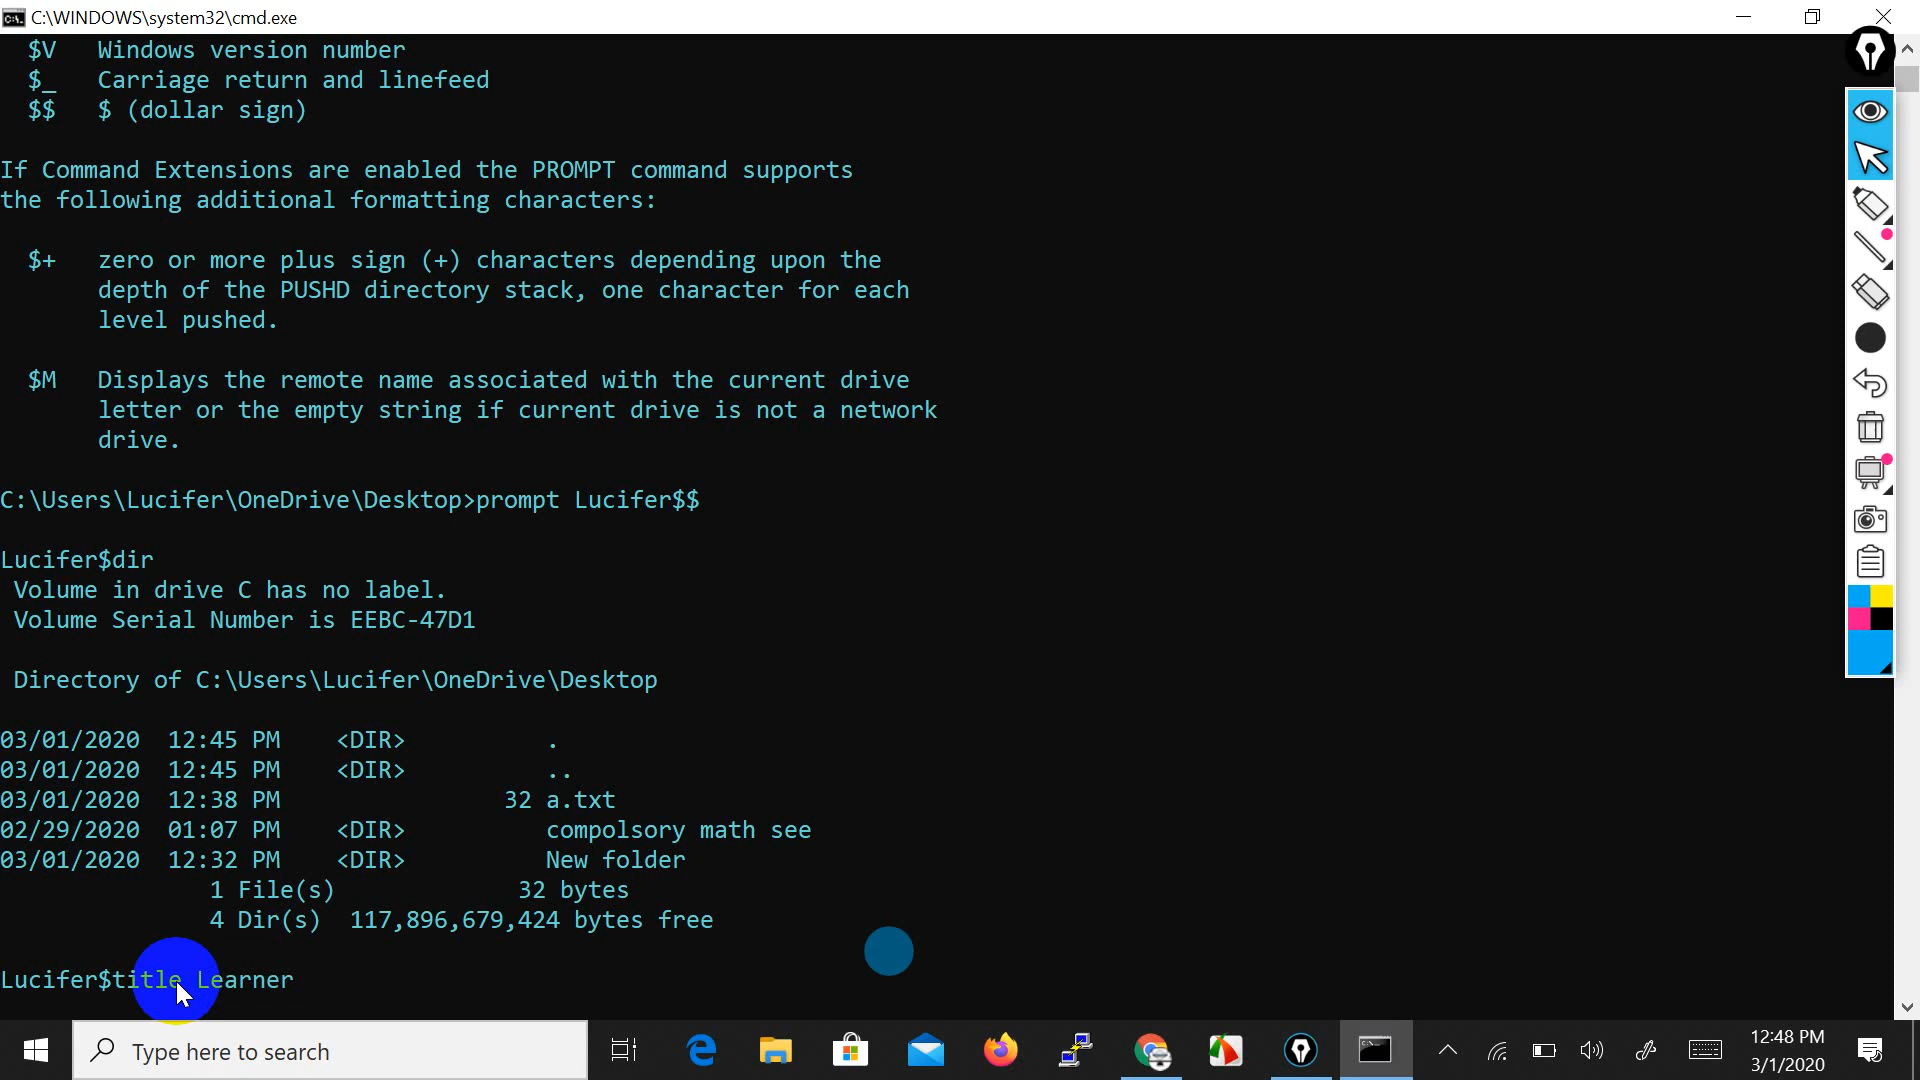 C:\WINDOWS\system32\cmd.exe
$V   Windows version number
$_   Carriage return and linefeed
$$   $ (dollar sign)
If Command Extensions are enabled the PROMPT command supports
the following additional formatting characters:
$+   zero or more plus sign (+) characters depending upon the
depth of the PUSHD directory stack, one character for each
level pushed.
$M   Displays the remote name associated with the current drive
letter or the empty string if current drive is not a network
drive.
C:\Users\Lucifer\OneDrive\Desktop>prompt Lucifer$$
Lucifer$dir
Volume in drive C has no label.
Volume Serial Number is EEBC-47D1
Directory of C:\Users\Lucifer\OneDrive\Desktop
03/01/2020  12:45 PM    <DIR>          .
03/01/2020  12:45 PM    <DIR>          ..
03/01/2020  12:38 PM                32 a.txt
02/29/2020  01:07 PM    <DIR>          compolsory math see
03/01/2020  12:32 PM    <DIR>          New folder
1 File(s)             32 bytes
4 Dir(s)  117,896,679,424 bytes free
Lucifer$title Learner
Type here to search
12:48 PM
3/1/2020